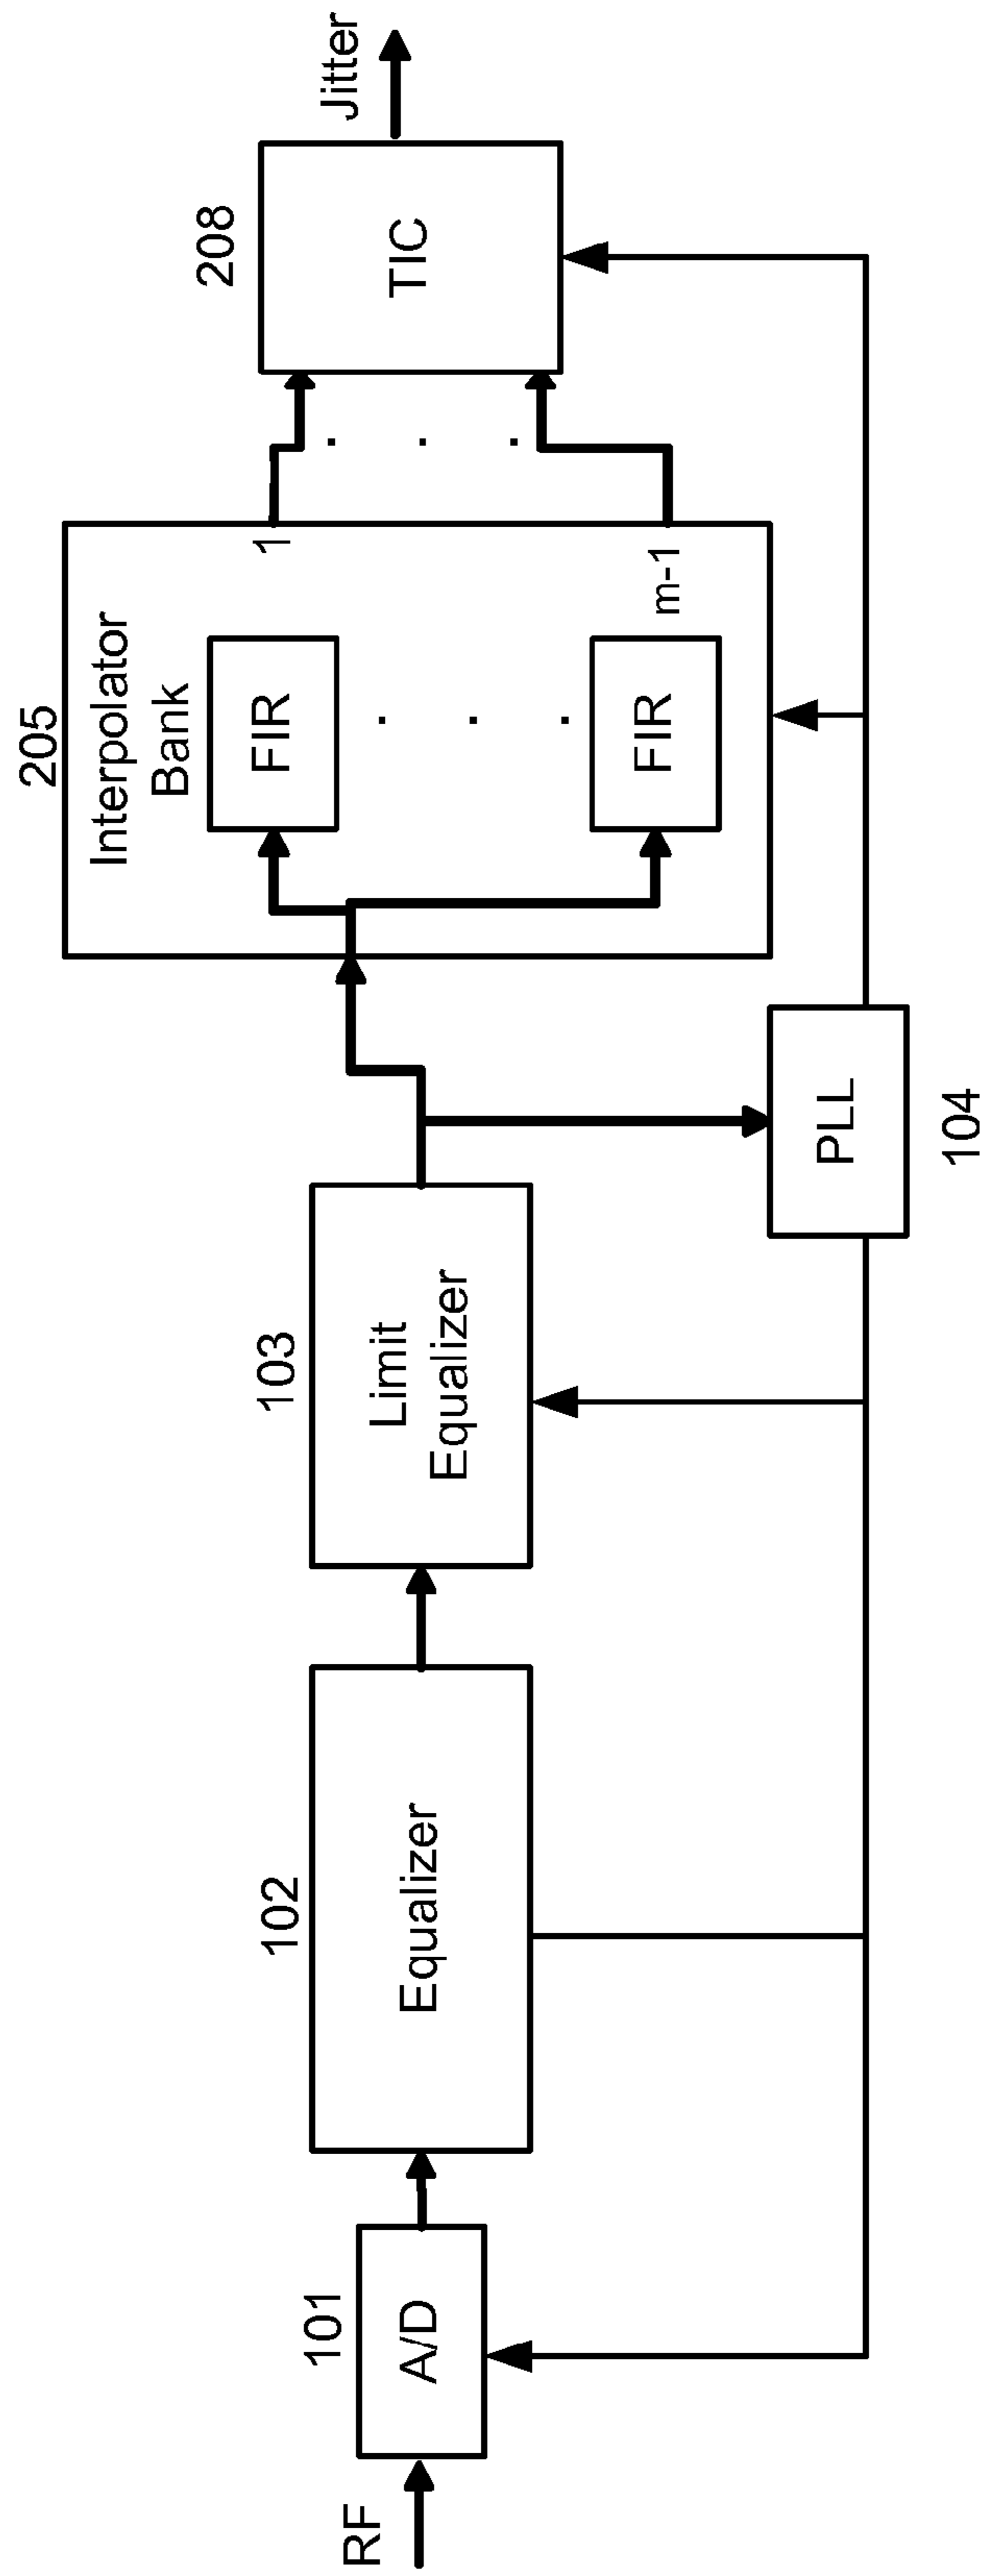 RF
101
A/D
102
Equalizer
103
Limit
Equalizer
PLL
104
205
Interpolator
Bank
FIR
1
.
.
.
FIR
m-1
.
.
.
208
TIC
Jitter